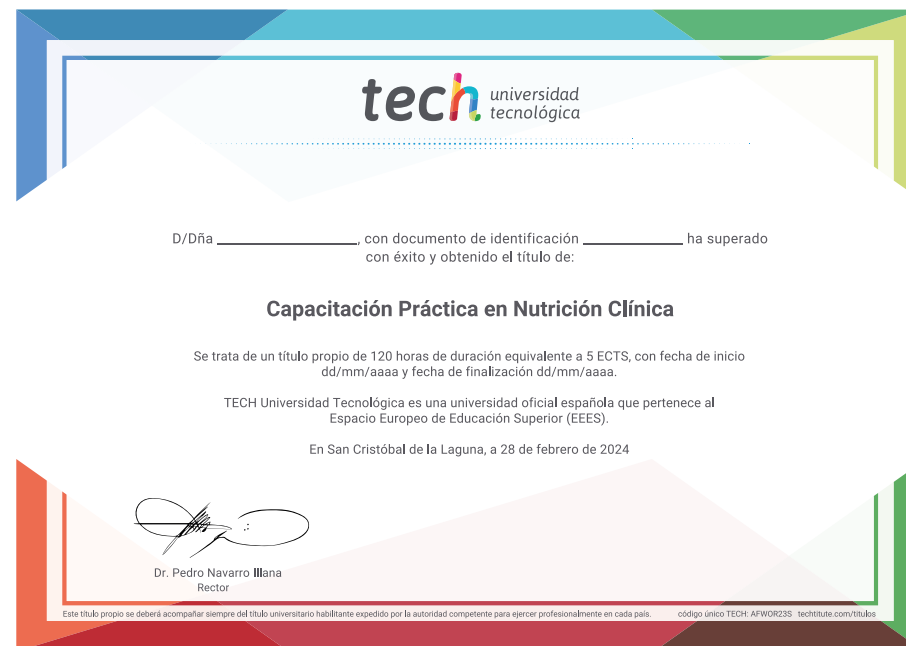 tech universidad
tecnológica
D/Dña ____________________, con documento de identificación ______________ ha superado
con éxito y obtenido el título de:
Capacitación Práctica en Nutrición Clínica
Se trata de un título propio de 120 horas de duración equivalente a 5 ECTS, con fecha de inicio
dd/mm/aaaa y fecha de finalización dd/mm/aaaa.
TECH Universidad Tecnológica es una universidad oficial española que pertenece al
Espacio Europeo de Educación Superior (EEES).
En San Cristóbal de la Laguna, a 28 de febrero de 2024
Dr. Pedro Navarro Illana
Rector
Este título propio se deberá acompañar siempre del título universitario habilitante expedido por la autoridad competente para ejercer profesionalmente en cada país. código único TECH: AFWOR23S techtitute.com/titulos